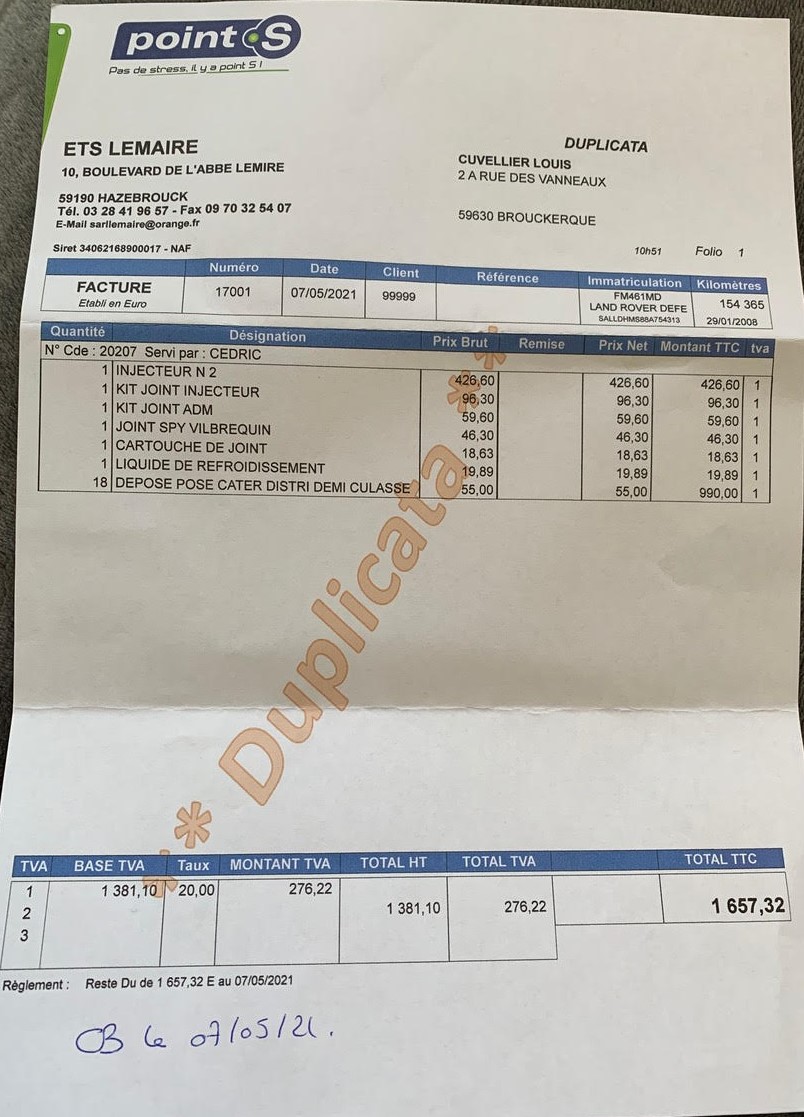 point S
Pas de stress, il y a point S !
DUPLICATA
ETS LEMAIRE
10, BOULEVARD DE L'ABBE LEMIRE
59190 HAZEBROUCK
Tél. 03 28 41 96 57 - Fax 09 70 32 54 07
E-Mail sarllemaire@orange.fr
Siret 34062168900017 - NAF
CUVELLIER LOUIS
2 A RUE DES VANNEAUX
59630 BROUCKERQUE
10h51 Folio 1
Numéro Date Client Référence Immatriculation Kilomètres
FACTURE 17001 07/05/2021 99999 FM461MD 154 365
Etabli en Euro LAND ROVER DEFE
SALLDHMS88A754313 29/01/2008
Quantité Désignation Prix Brut Remise Prix Net Montant TTC tva
N° Cde : 20207 Servi par : CEDRIC
1 INJECTEUR N 2 426,60 426,60 426,60 1
1 KIT JOINT INJECTEUR 96,30 96,30 96,30 1
1 KIT JOINT ADM 59,60 59,60 59,60 1
1 JOINT SPY VILBREQUIN 46,30 46,30 46,30 1
1 CARTOUCHE DE JOINT 18,63 18,63 18,63 1
1 LIQUIDE DE REFROIDISSEMENT 19,89 19,89 19,89 1
18 DEPOSE POSE CATER DISTRI DEMI CULASSE 55,00 55,00 990,00 1
** Duplicata **
TVA BASE TVA Taux MONTANT TVA TOTAL HT TOTAL TVA TOTAL TTC
1 1 381,10 20,00 276,22
2 1 381,10 276,22 1 657,32
3
Règlement : Reste Du de 1 657,32 E au 07/05/2021
CB le 07/05/21.